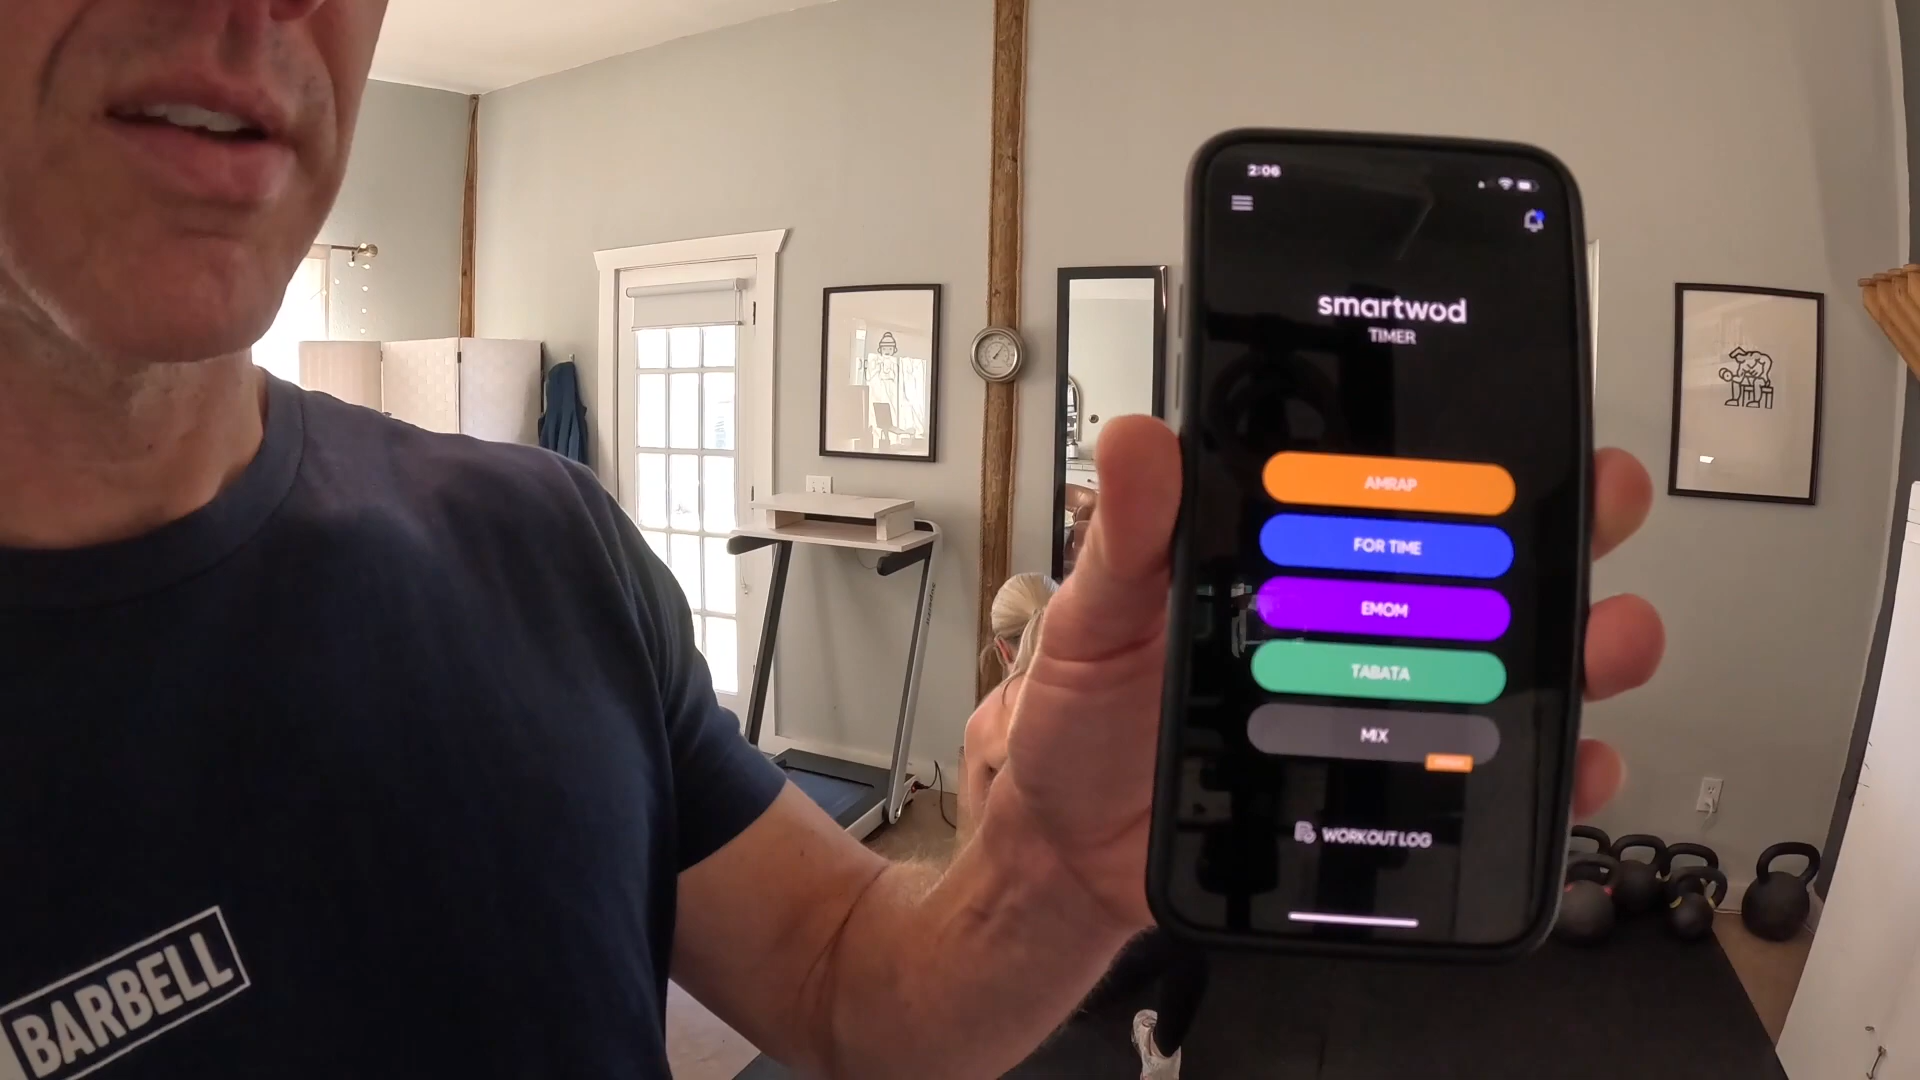 2:06
smartwod
TIMER
AMRAP
FOR TIME
EMOM
TABATA
MIX
WORKOUT LOG
BARBELL